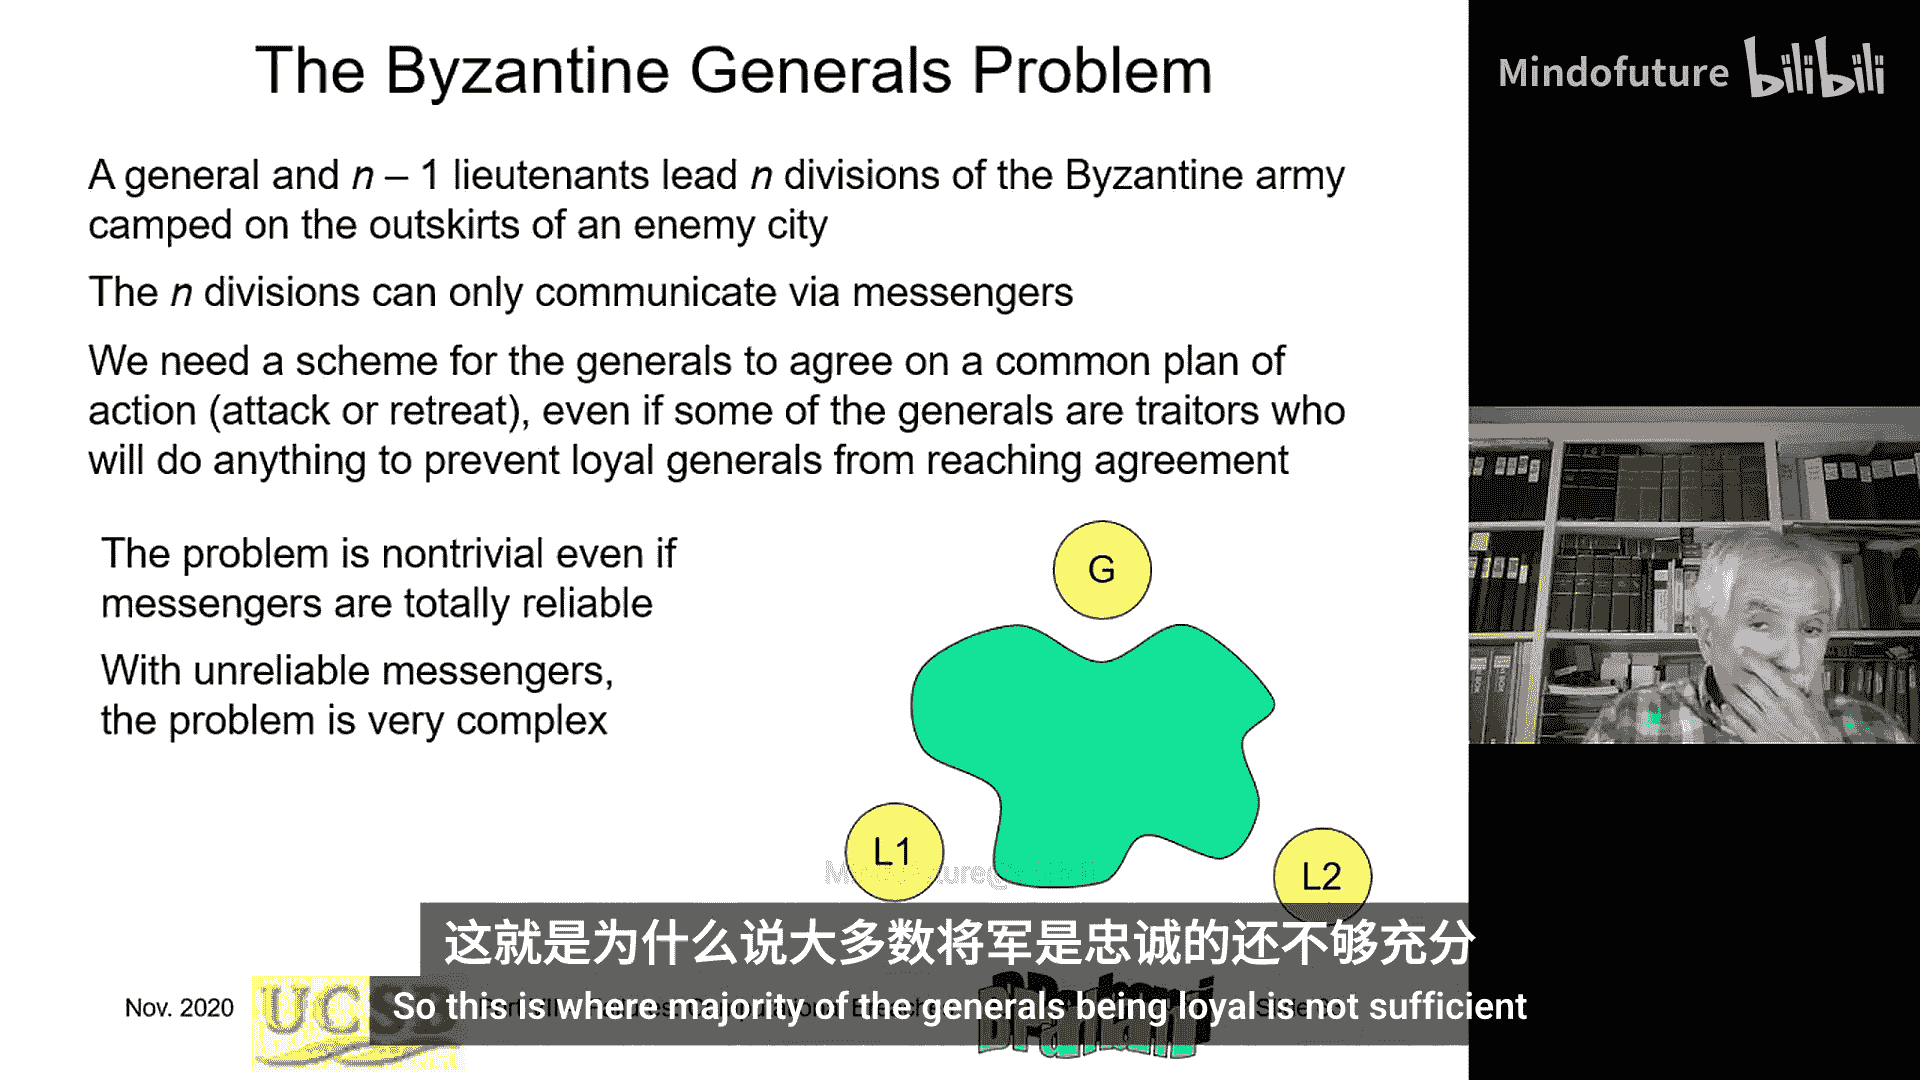 The Byzantine Generals Problem
Mindofuture bilibili
A general and n – 1 lieutenants lead n divisions of the Byzantine army
camped on the outskirts of an enemy city
The n divisions can only communicate via messengers
We need a scheme for the generals to agree on a common plan of
action (attack or retreat), even if some of the generals are traitors who
will do anything to prevent loyal generals from reaching agreement
The problem is nontrivial even if
messengers are totally reliable
With unreliable messengers,
the problem is very complex
G
L1
L2
这就是为什么说大多数将军是忠诚的还不够充分
Nov. 2020
UCSB
So this is where majority of the generals being loyal is not sufficient